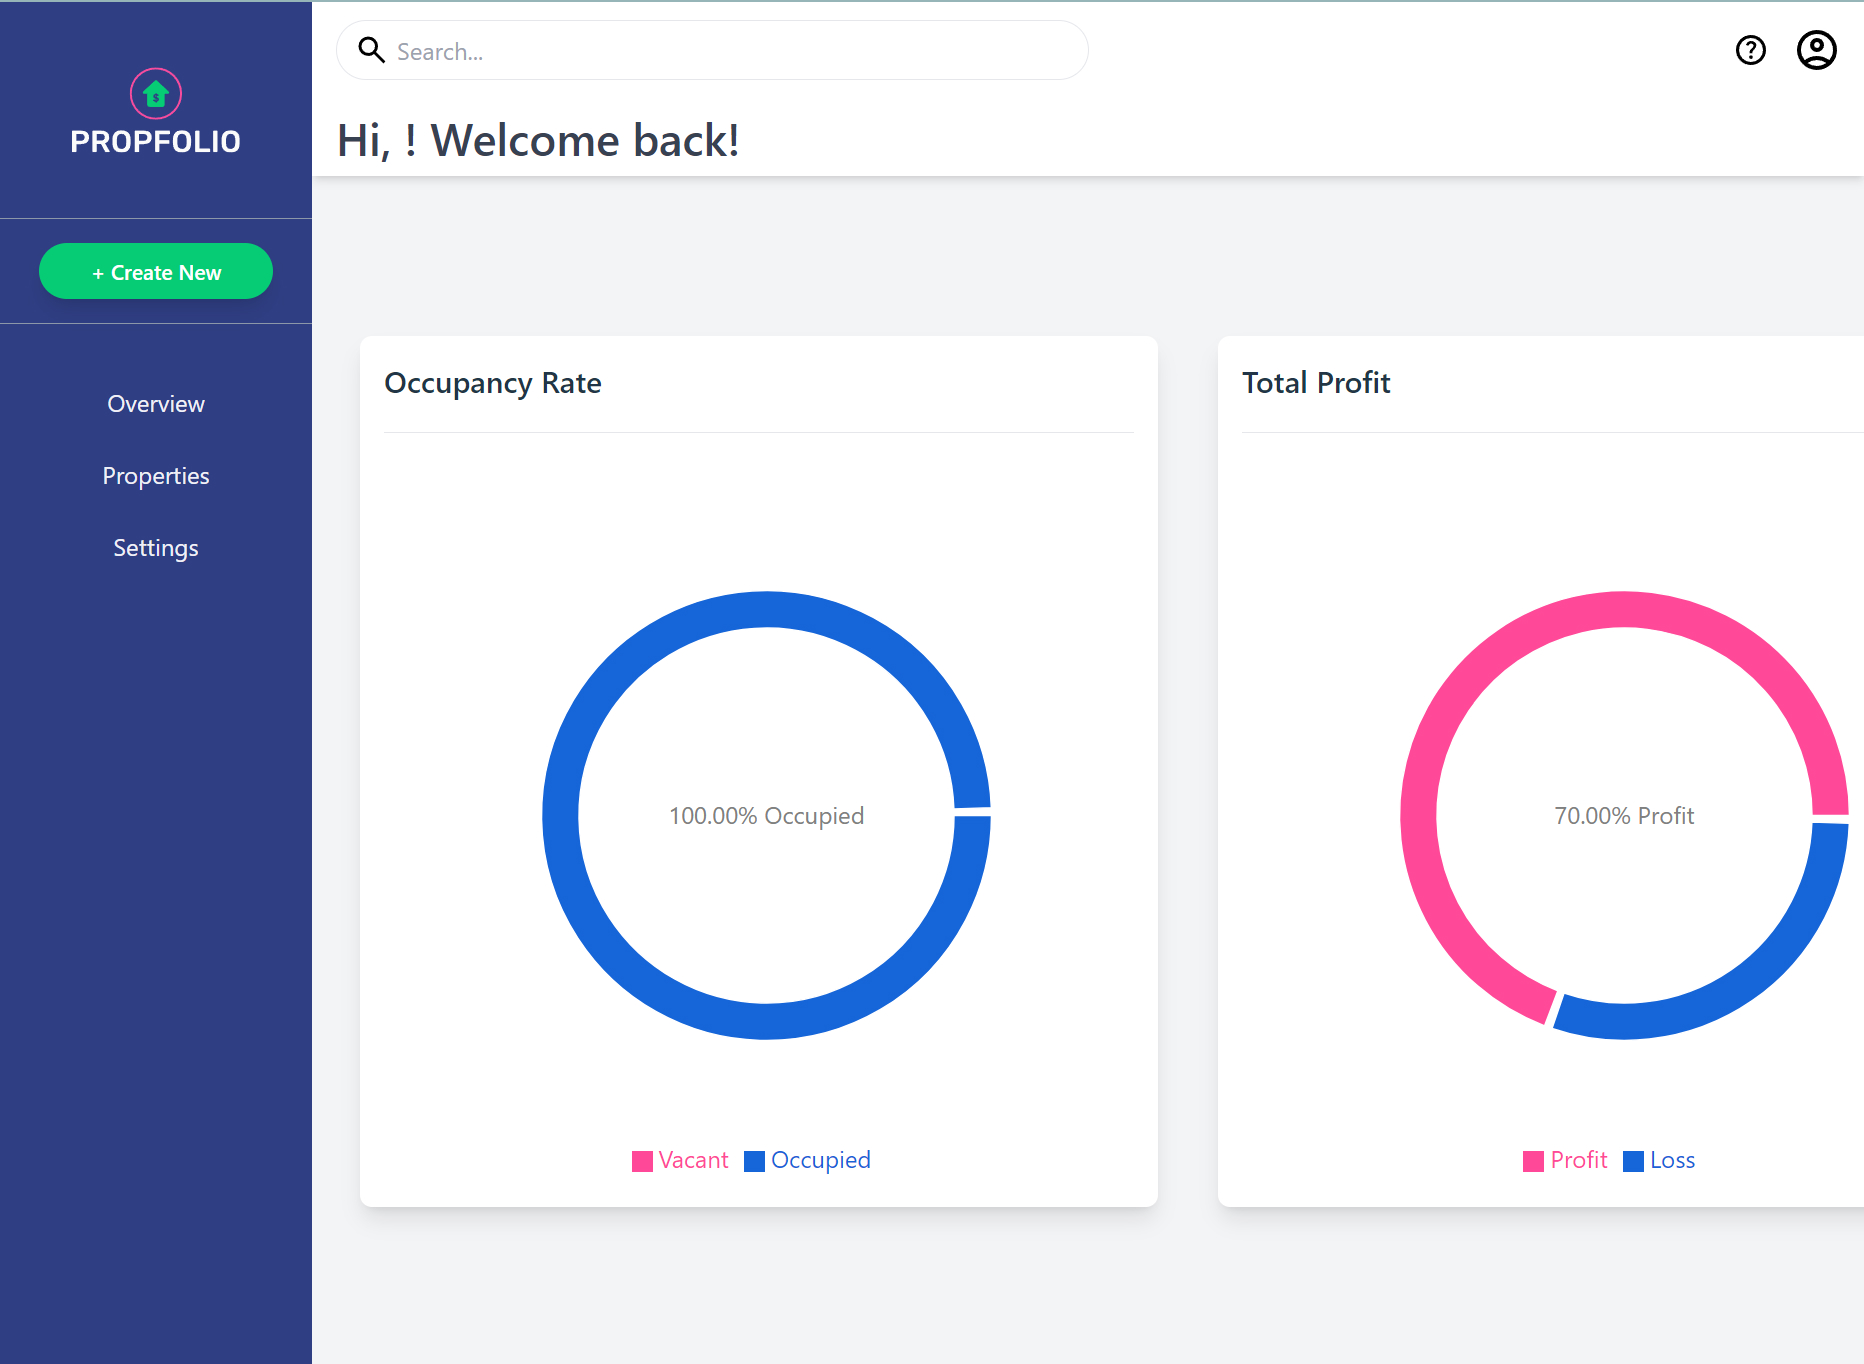 PROPFOLIO
+ Create New
Overview
Properties
Settings
Search...
Hi, ! Welcome back!
Occupancy Rate
100.00% Occupied
Vacant Occupied
Total Profit
70.00% Profit
Profit Loss